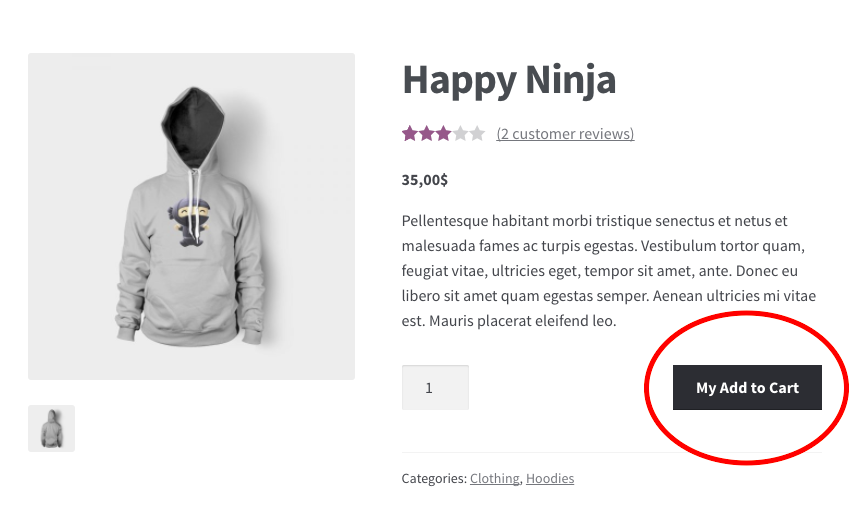 Happy Ninja
(2 customer reviews)
35,00$
Pellentesque habitant morbi tristique senectus et netus et
malesuada fames ac turpis egestas. Vestibulum tortor quam,
feugiat vitae, ultricies eget, tempor sit amet, ante. Donec eu
libero sit amet quam egestas semper. Aenean ultricies mi vitae
est. Mauris placerat eleifend leo.
1
My Add to Cart
Categories: Clothing, Hoodies